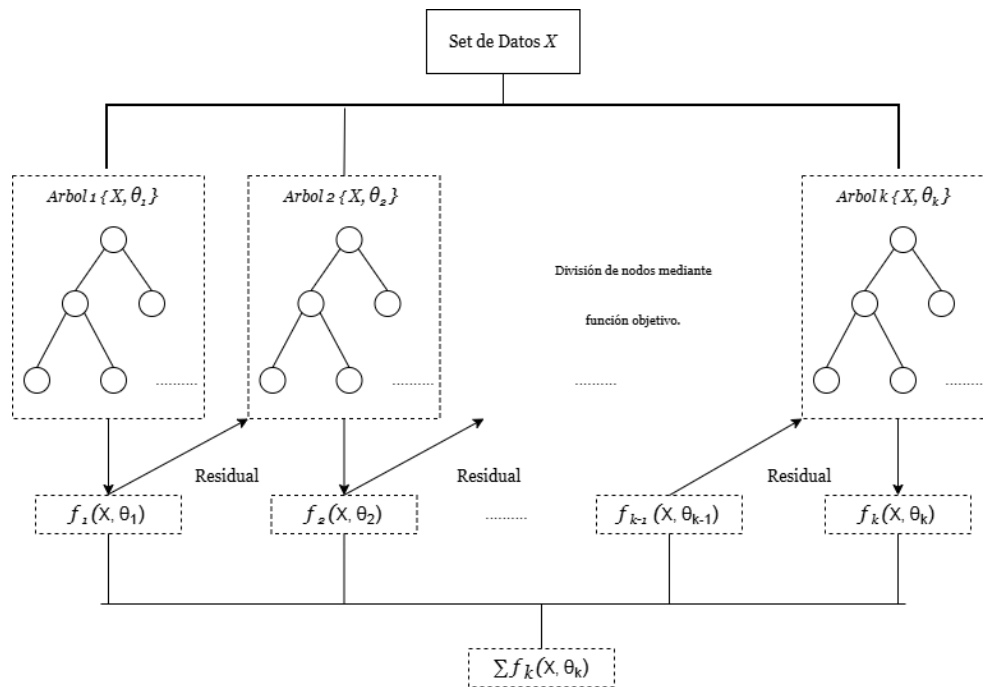 Set de Datos X
Arbol 1 { X, θ₁ }
Arbol 2 { X, θ₂ }
Arbol k { X, θₖ }
División de nodos mediante
función objetivo.
..........
..........
..........
..........
Residual
Residual
Residual
f₁(X, θ₁)
f₂(X, θ₂)
..........
fₖ₋₁ (X, θₖ₋₁)
fₖ(X, θₖ)
∑ fₖ(X, θₖ)